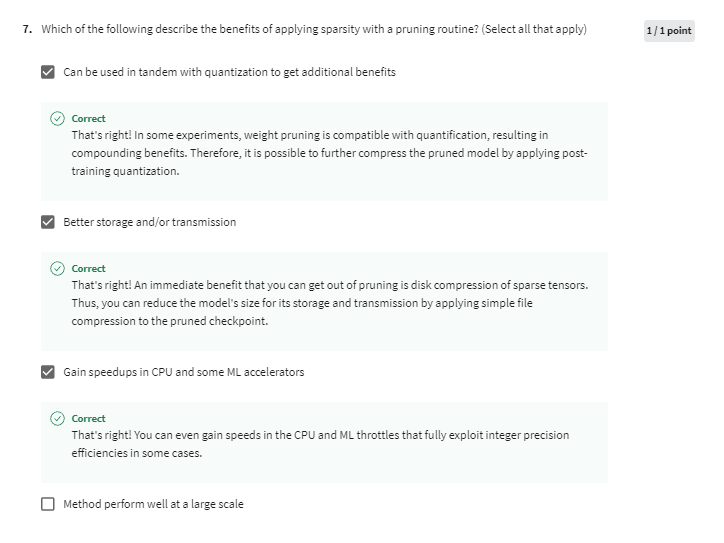 7. Which of the following describe the benefits of applying sparsity with a pruning routine? (Select all that apply)
1 / 1 point
Can be used in tandem with quantization to get additional benefits
Correct
That's right! In some experiments, weight pruning is compatible with quantification, resulting in
compounding benefits. Therefore, it is possible to further compress the pruned model by applying post-
training quantization.
Better storage and/or transmission
Correct
That's right! An immediate benefit that you can get out of pruning is disk compression of sparse tensors.
Thus, you can reduce the model's size for its storage and transmission by applying simple file
compression to the pruned checkpoint.
Gain speedups in CPU and some ML accelerators
Correct
That's right! You can even gain speeds in the CPU and ML throttles that fully exploit integer precision
efficiencies in some cases.
Method perform well at a large scale